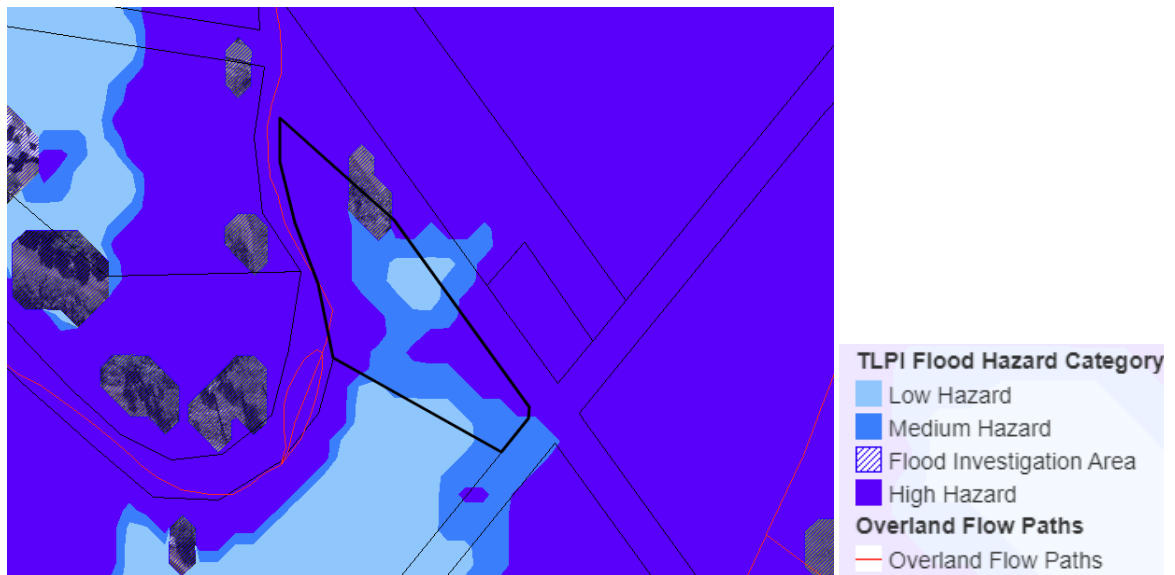 TLPI Flood Hazard Category
Low Hazard
Medium Hazard
Flood Investigation Area
High Hazard
Overland Flow Paths
Overland Flow Paths